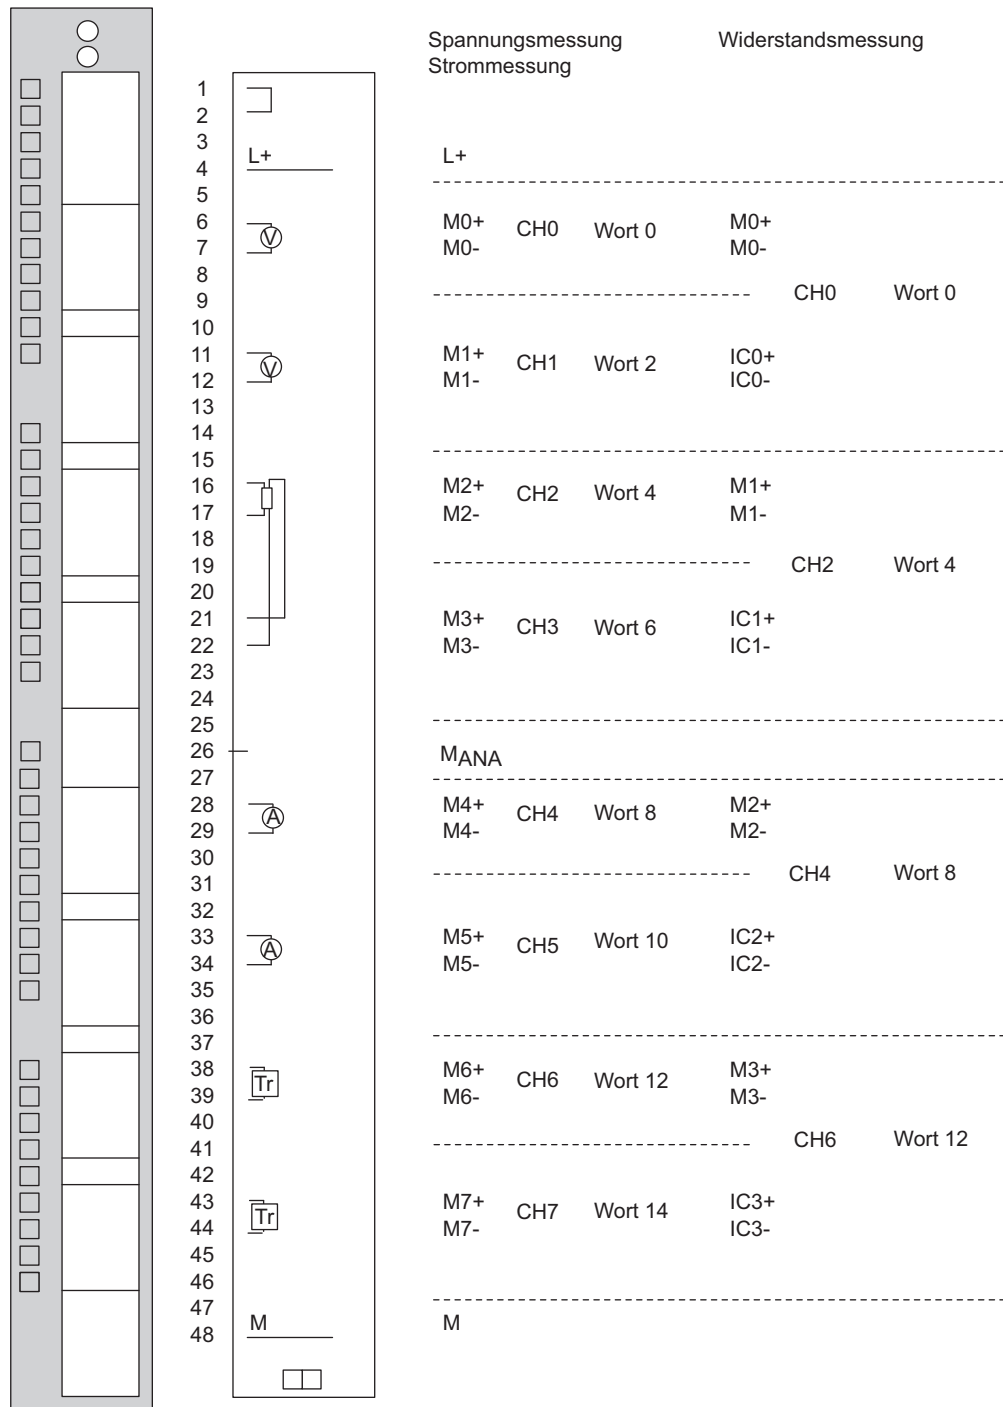 Spannungsmessung Widerstandsmessung
Strommessung
1
2
3
L+ L+
4
5
6 M0+ CH0 Wort 0 M0+
7 V M0- M0-
8
9 CH0 Wort 0
10
11 M1+ CH1 Wort 2 IC0+
12 V M1- IC0-
13
14
15
16 M2+ CH2 Wort 4 M1+
17 M2- M1-
18
19 CH2 Wort 4
20
21 M3+ CH3 Wort 6 IC1+
22 M3- IC1-
23
24
25
26 MANA
27
28 M4+ CH4 Wort 8 M2+
29 A M4- M2-
30
31 CH4 Wort 8
32
33 M5+ CH5 Wort 10 IC2+
34 A M5- IC2-
35
36
37
38 M6+ CH6 Wort 12 M3+
39 Tr M6- M3-
40
41 CH6 Wort 12
42
43 M7+ CH7 Wort 14 IC3+
44 Tr M7- IC3-
45
46
47
M M
48